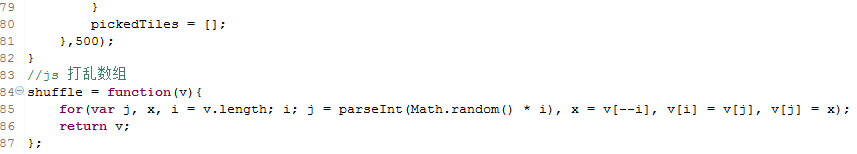 79         }
80         pickedTiles = [];
81     },500);
82 }
83 //js 打乱数组
84 shuffle = function(v){
85     for(var j, x, i = v.length; i; j = parseInt(Math.random() * i), x = v[--i], v[i] = v[j], v[j] = x);
86     return v;
87 };